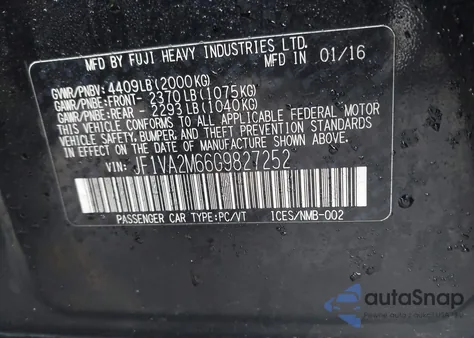 MFD BY FUJI HEAVY INDUSTRIES LTD.
MFD IN 01/16
GVWR/PNBV: 4409LB(2000KG)
GAWR/PNBE:FRONT- 2370LB(1075KG)
GAWR/PNBE:REAR - 2293LB(1040KG)
THIS VEHICLE CONFORMS TO ALL APPLICABLE FEDERAL MOTOR
VEHICLE SAFETY, BUMPER, AND THEFT PREVENTION
STANDARDS IN EFFECT ON THE DATE OF MANUFACTURE
SHOWN ABOVE.
VIN: JF1VA2M66G9827252
PASSENGER CAR TYPE:PC/VT ICES/NMB-002
autoSnap